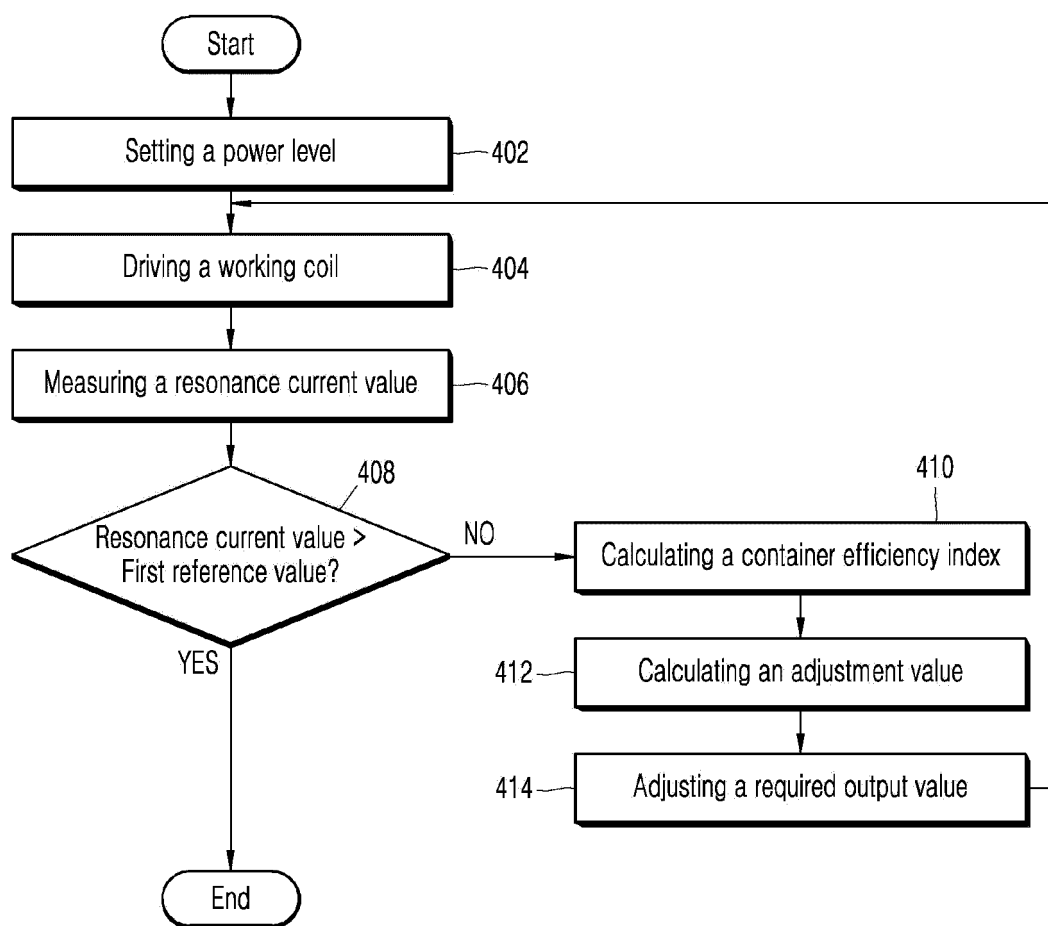 Start
Setting a power level
402
Driving a working coil
404
Measuring a resonance current value
406
408
Resonance current value >
First reference value?
NO
YES
410
Calculating a container efficiency index
412
Calculating an adjustment value
414
Adjusting a required output value
End